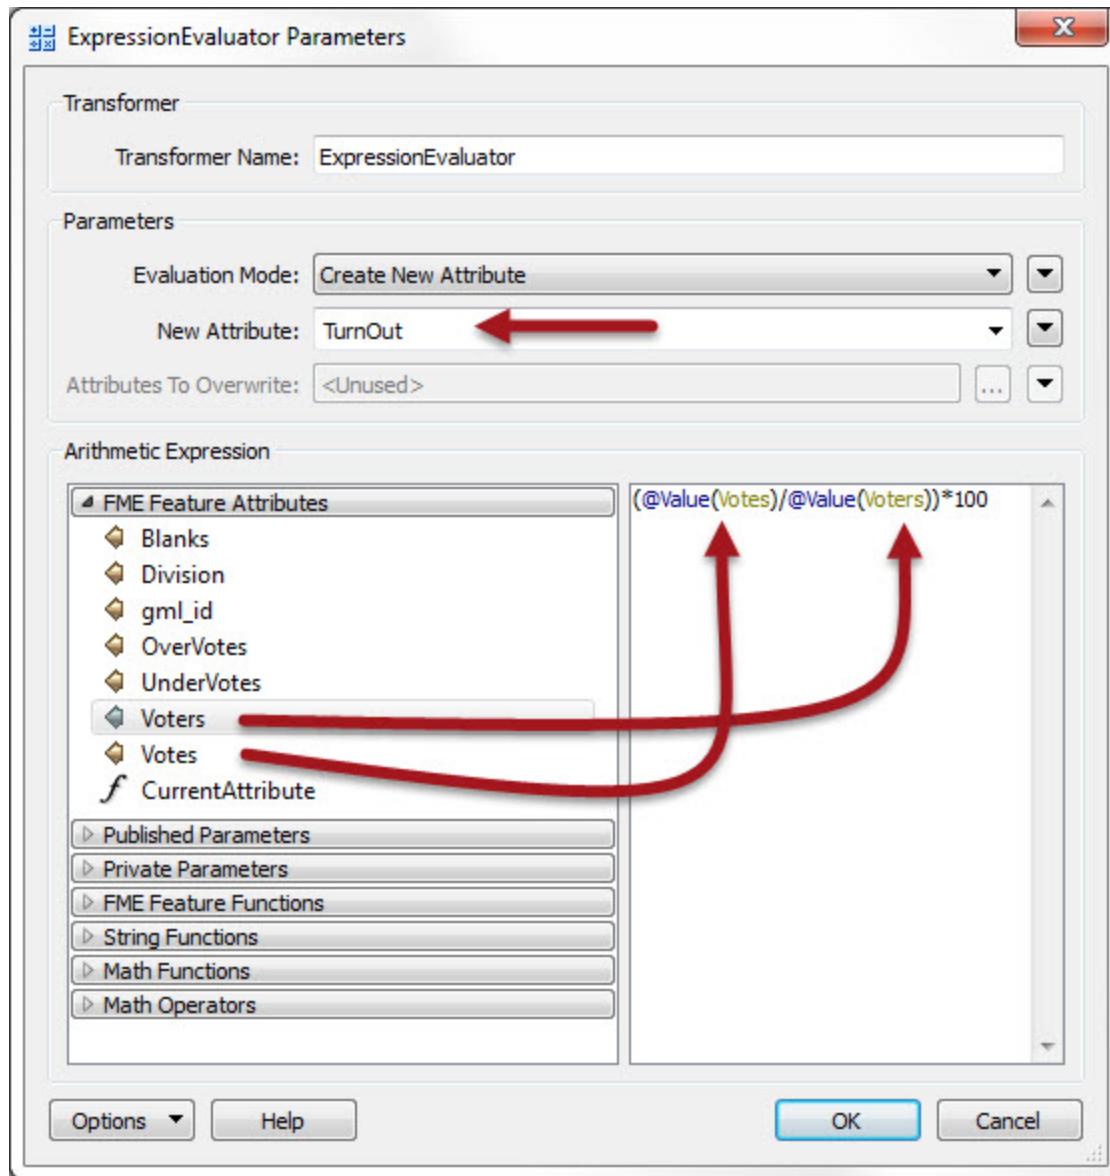 ExpressionEvaluator Parameters
Transformer
Transformer Name: ExpressionEvaluator
Parameters
Evaluation Mode: Create New Attribute
New Attribute: TurnOut
Attributes To Overwrite: <Unused> ...
Arithmetic Expression
FME Feature Attributes
Blanks
Division
gml_id
OverVotes
UnderVotes
Voters
Votes
f CurrentAttribute
Published Parameters
Private Parameters
FME Feature Functions
String Functions
Math Functions
Math Operators
(@Value(Votes)/@Value(Voters))*100
Options Help OK Cancel